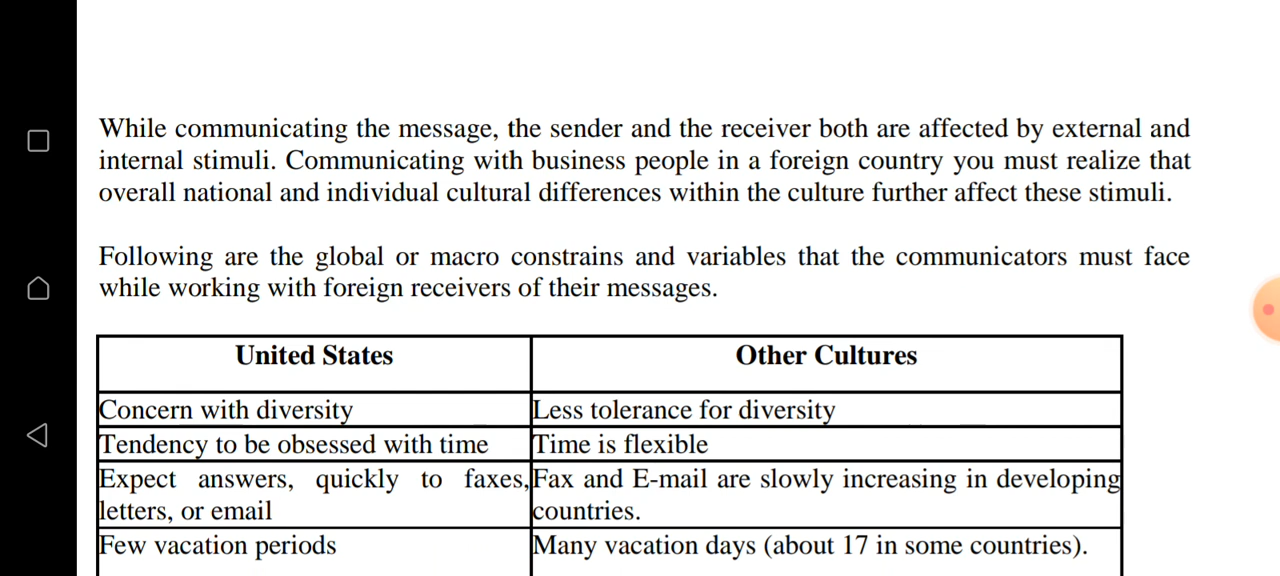 While communicating the message, the sender and the receiver both are affected by external and
internal stimuli. Communicating with business people in a foreign country you must realize that
overall national and individual cultural differences within the culture further affect these stimuli.
Following are the global or macro constrains and variables that the communicators must face
while working with foreign receivers of their messages.
United States
Other Cultures
Concern with diversity
Less tolerance for diversity
Tendency to be obsessed with time
Time is flexible
Expect answers, quickly to faxes,
letters, or email
Fax and E-mail are slowly increasing in developing
countries.
Few vacation periods
Many vacation days (about 17 in some countries).